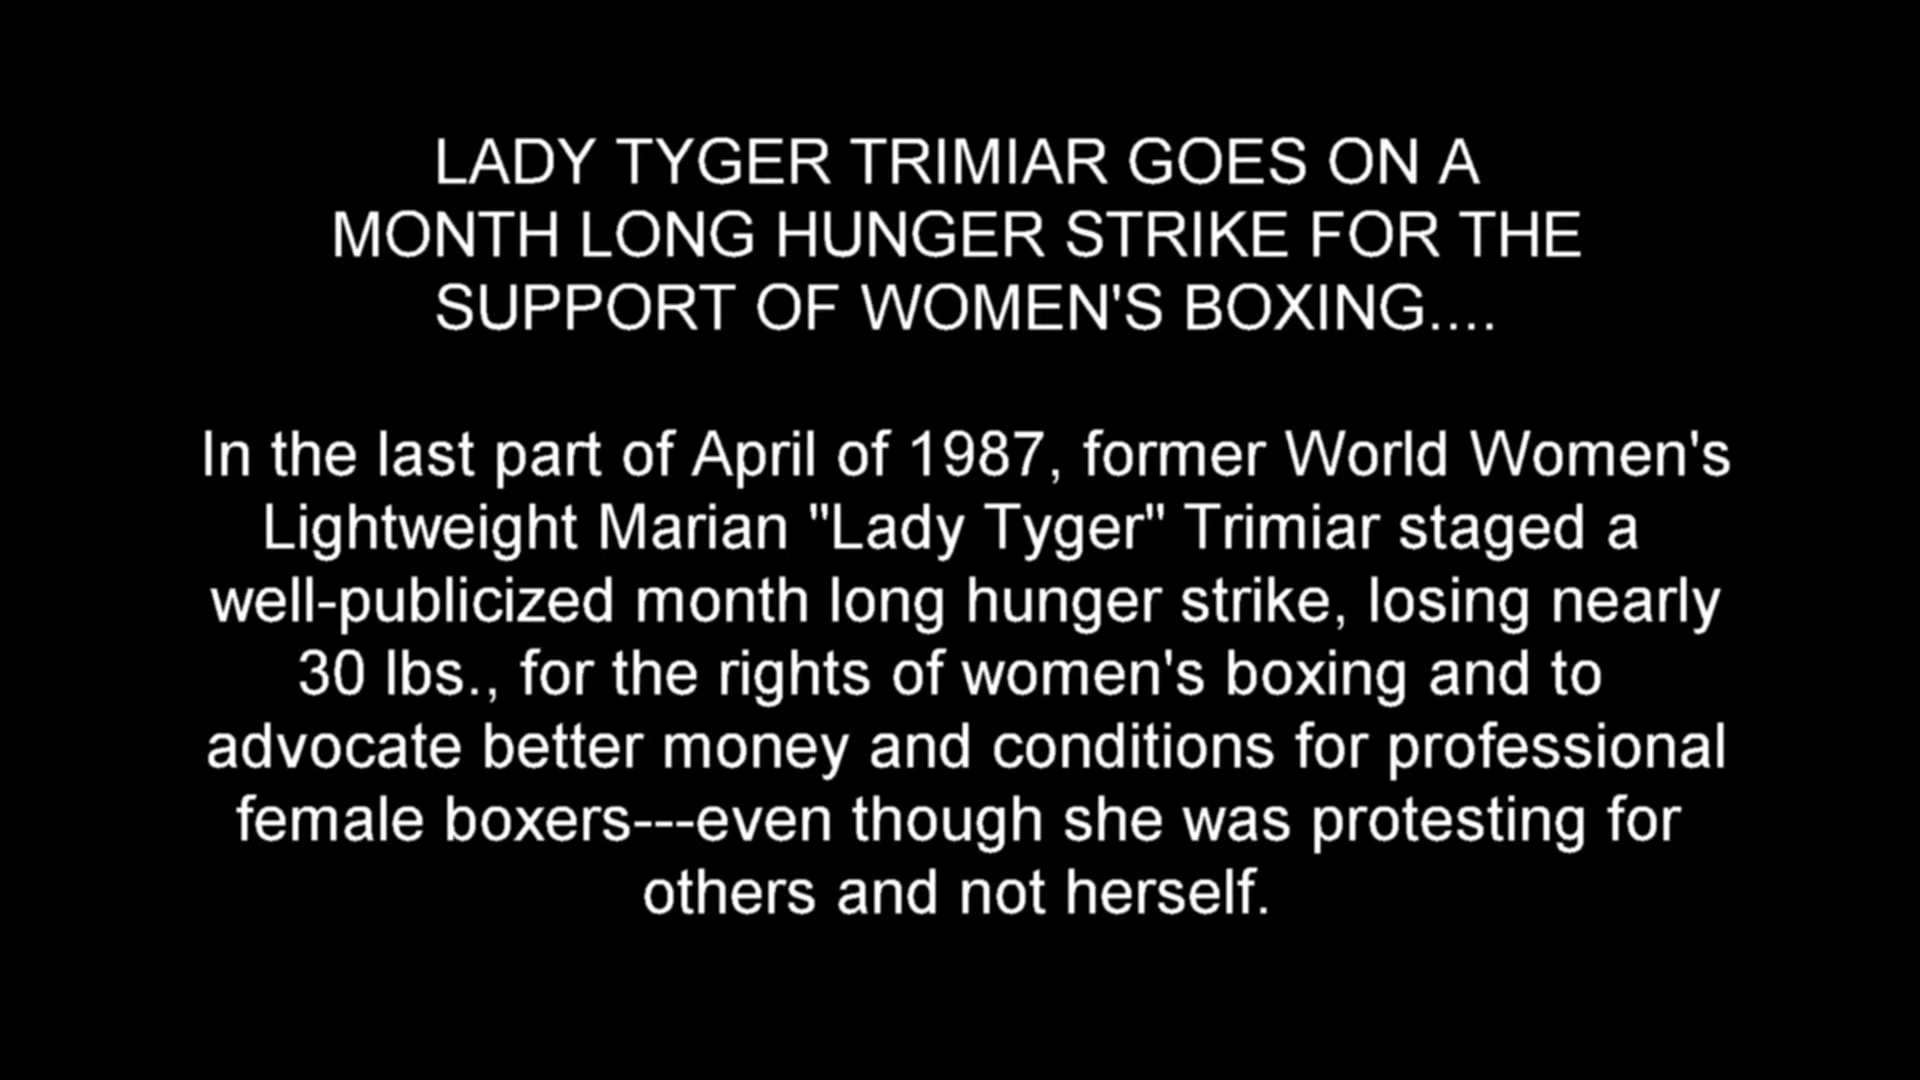 LADY TYGER TRIMIAR GOES ON A
MONTH LONG HUNGER STRIKE FOR THE
SUPPORT OF WOMEN'S BOXING....
In the last part of April of 1987, former World Women's
Lightweight Marian "Lady Tyger" Trimiar staged a
well-publicized month long hunger strike, losing nearly
30 lbs., for the rights of women's boxing and to
advocate better money and conditions for professional
female boxers---even though she was protesting for
others and not herself.